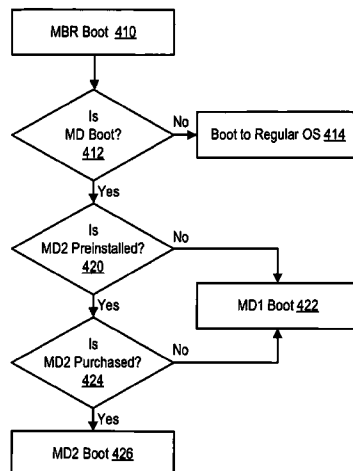 MBR Boot 410
Is
MD Boot?
412
No
Boot to Regular OS 414
Yes
Is
MD2 Preinstalled?
420
No
MD1 Boot 422
Yes
Is
MD2 Purchased?
424
No
Yes
MD2 Boot 426